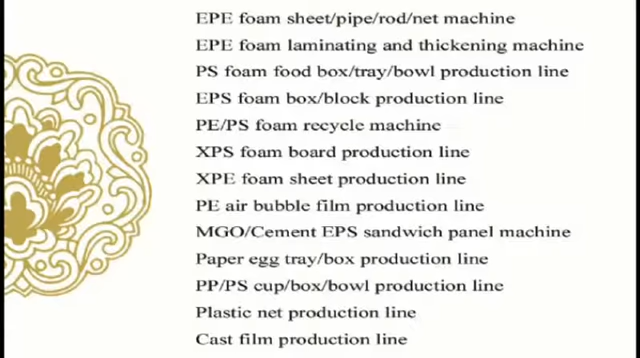 EPE foam sheet/pipe/rod/net machine
EPE foam laminating and thickening machine
PS foam food box/tray/bowl production line
EPS foam box/block production line
PE/PS foam recycle machine
XPS foam board production line
XPE foam sheet production line
PE air bubble film production line
MGO/Cement EPS sandwich panel machine
Paper egg tray/box production line
PP/PS cup/box/bowl production line
Plastic net production line
Cast film production line